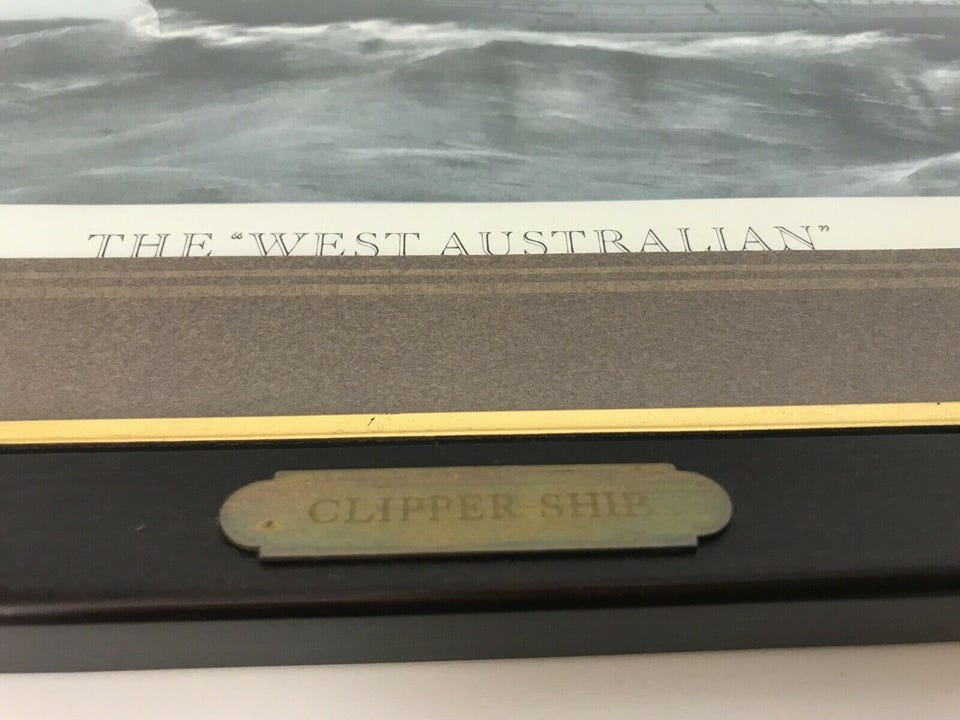 THE “WEST AUSTRALIAN”
CLIPPER SHIP